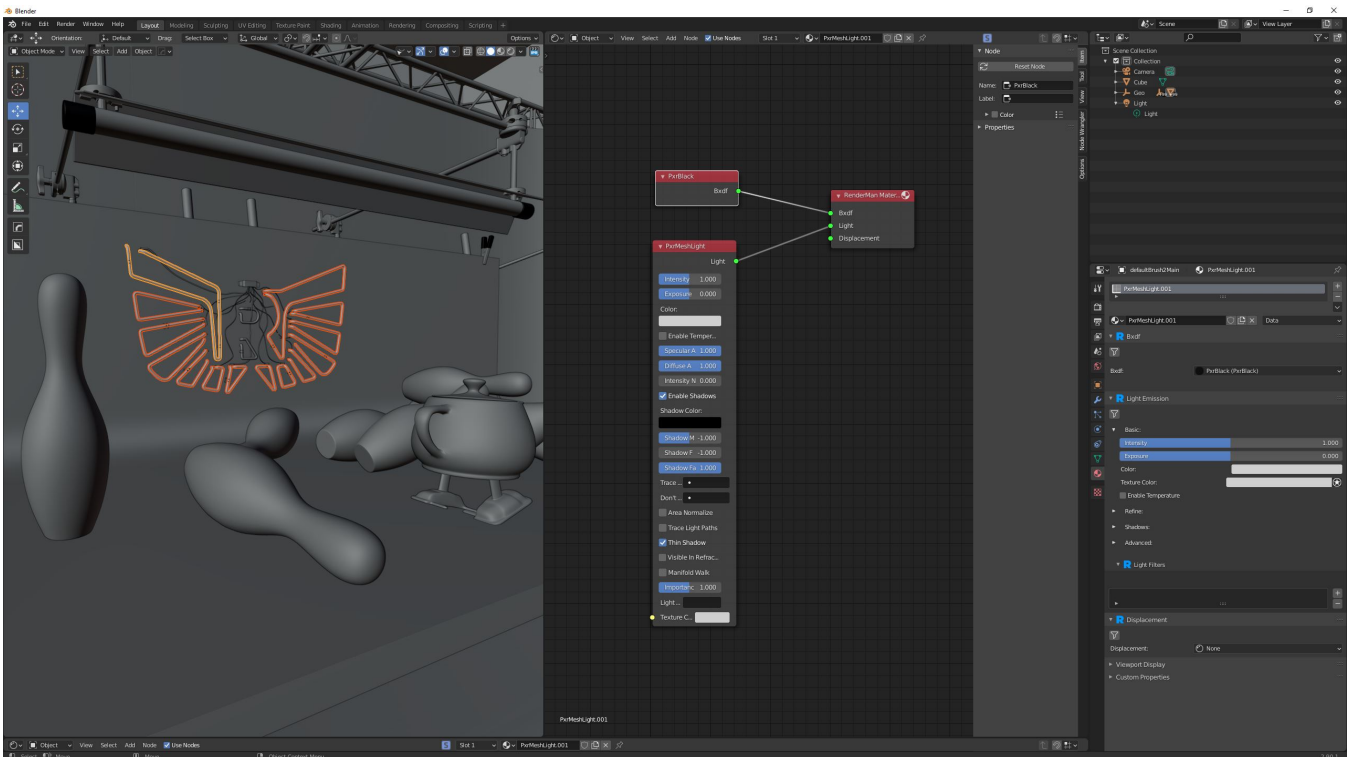 Blender
File Edit Render Window Help Layout Modeling Sculpting UV Editing Texture Paint Shading Animation Rendering Compositing Scripting + Scene View Layer
Orientation: Default Drag: Select Box Global Options
Object View Select Add Node Use Nodes Slot 1 PxrMeshLight.001
Object Mode View Select Add Object
Node
Reset Node
Name: PxrBlack
Label:
Color
Properties
Item
Tool
View
Node Wrangler
Options
Scene Collection
Collection
Camera
Cube
Geo
Light
Light
PxrBlack
Bxdf
RenderMan Mater..
Bxdf
Light
Displacement
PxrMeshLight
Light
Intensity 1.000
Exposure 0.000
Color:
Enable Temper...
Specular A 1.000
Diffuse A 1.000
Intensity N 0.000
Enable Shadows
Shadow Color:
Shadow M -1.000
Shadow F -1.000
Shadow Fa 1.000
Trace ...
Don't ...
Area Normalize
Trace Light Paths
Thin Shadow
Visible In Refrac...
Manifold Walk
Importanc 1.000
Light ...
Texture C...
PxrMeshLight.001
defaultBrush2Main PxrMeshLight.001
PxrMeshLight.001
PxrMeshLight.001 Data
Bxdf
Bxdf: PxrBlack (PxrBlack)
Light Emission
Basic:
Intensity 1.000
Exposure 0.000
Color:
Texture Color:
Enable Temperature
Refine:
Shadows:
Advanced:
Light Filters
Displacement
Displacement: None
Viewport Display
Custom Properties
Object View Select Add Node Use Nodes Slot 1 PxrMeshLight.001